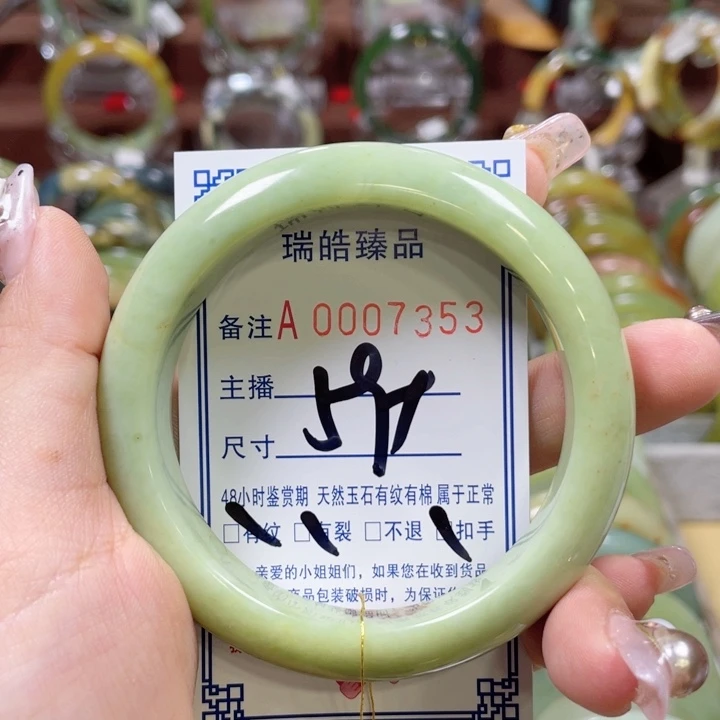 瑞皓臻品
备注A 0007353
主播
尺寸
48小时鉴赏期 天然玉石有纹有棉属于正常
□有纹 □有裂 □不退 □扣手
亲爱的小姐姐们，如果您在收到货品
产品包装破损时，为保证